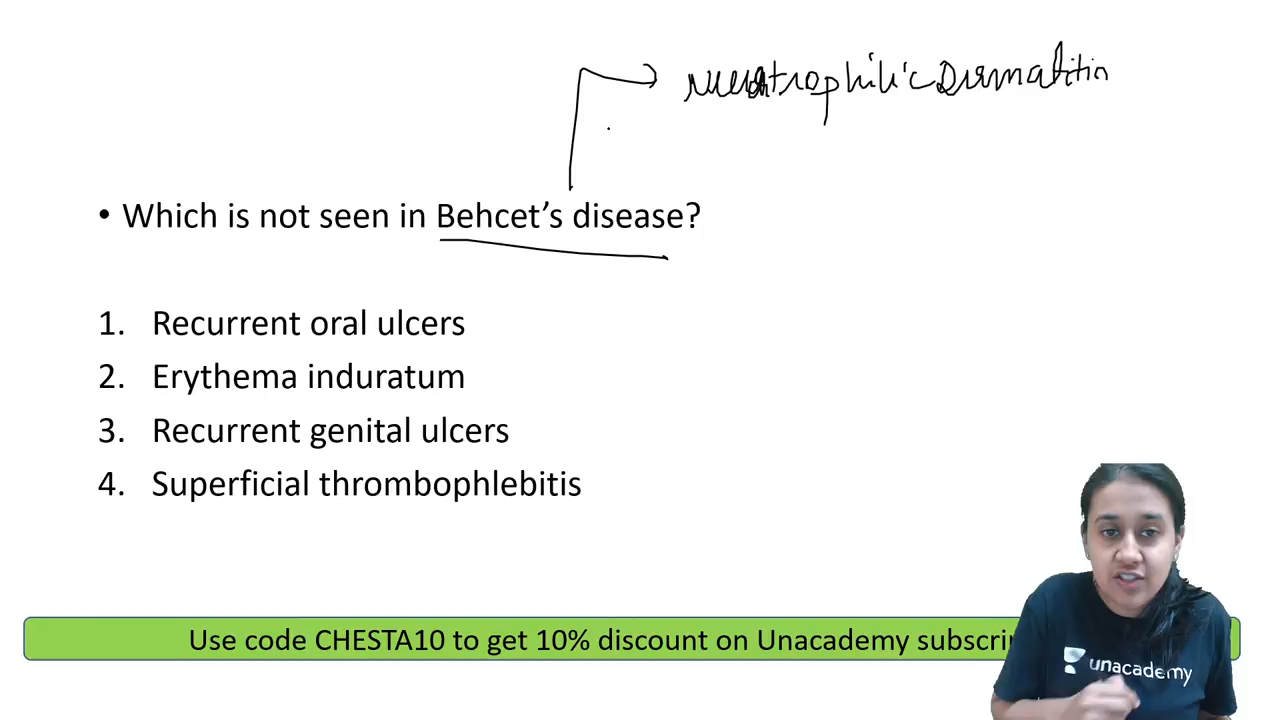 neutrophilic Dermatitis
• Which is not seen in Behcet’s disease?
1. Recurrent oral ulcers
2. Erythema induratum
3. Recurrent genital ulcers
4. Superficial thrombophlebitis
Use code CHESTA10 to get 10% discount on Unacademy
unacademy